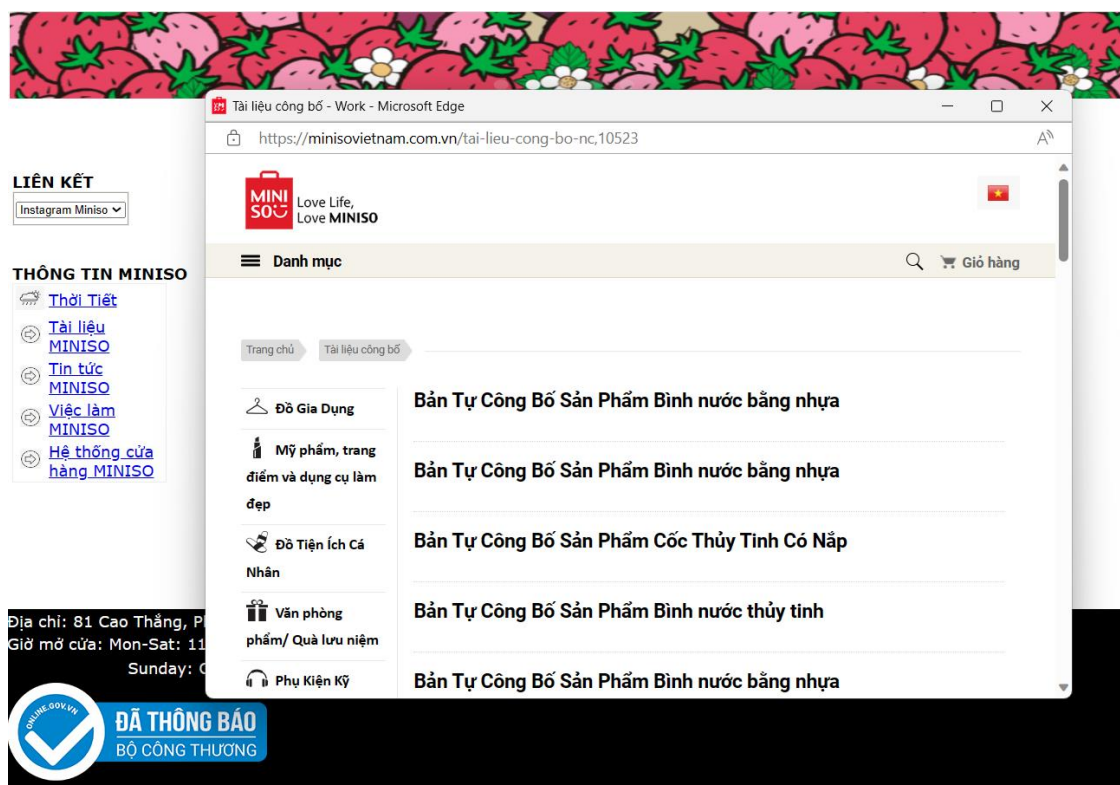 Tài liệu công bố - Work - Microsoft Edge
https://minisovietnam.com.vn/tai-lieu-cong-bo-nc,10523
LIÊN KẾT
Instagram Miniso
THÔNG TIN MINISO
Thời Tiết
Tài liệu
MINISO
Tin tức
MINISO
Việc làm
MINISO
Hệ thống cửa
hàng MINISO
MINI
SO
Love Life,
Love MINISO
Danh mục
Giỏ hàng
Trang chủ
Tài liệu công bố
Đồ Gia Dụng
Mỹ phẩm, trang
điểm và dụng cụ làm
đẹp
Đồ Tiện Ích Cá
Nhân
Văn phòng
phẩm/ Quà lưu niệm
Phụ Kiện Kỹ
Bản Tự Công Bố Sản Phẩm Bình nước bằng nhựa
Bản Tự Công Bố Sản Phẩm Bình nước bằng nhựa
Bản Tự Công Bố Sản Phẩm Cốc Thủy Tinh Có Nắp
Bản Tự Công Bố Sản Phẩm Bình nước thủy tinh
Bản Tự Công Bố Sản Phẩm Bình nước bằng nhựa
Địa chỉ: 81 Cao Thắng,
Giờ mở cửa: Mon-Sat: 11
Sunday:
ONLINE.GOV.VN
ĐÃ THÔNG BÁO
BỘ CÔNG THƯƠNG